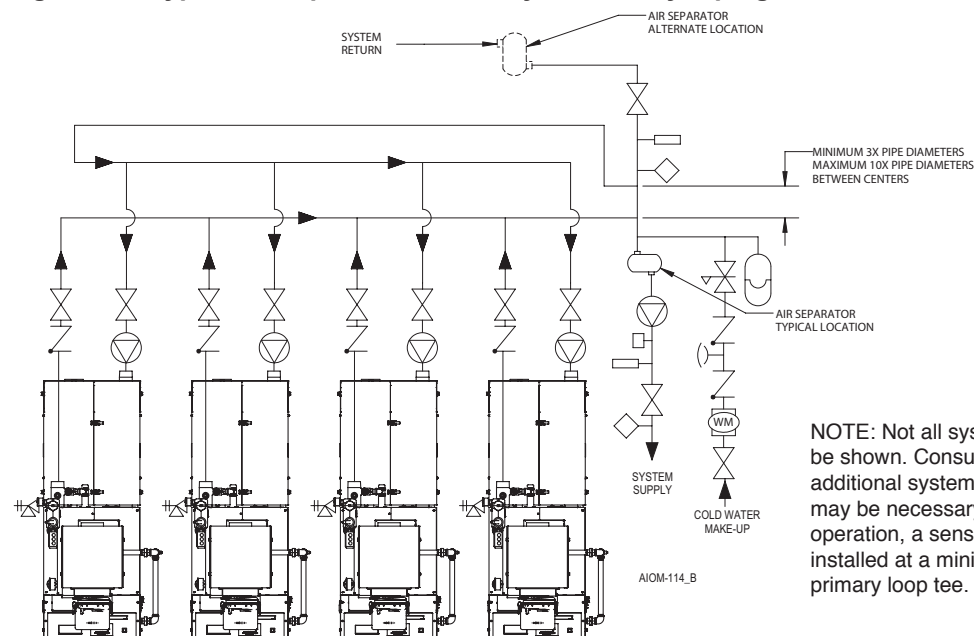 AIR SEPARATOR
ALTERNATE LOCATION
SYSTEM
RETURN
MINIMUM 3X PIPE DIAMETERS
MAXIMUM 10X PIPE DIAMETERS
BETWEEN CENTERS
AIR SEPARATOR
TYPICAL LOCATION
WM
SYSTEM
SUPPLY
COLD WATER
MAKE-UP
AIOM-114_B
NOTE: Not all sys
be shown. Consu
additional system
may be necessary
operation, a sens
installed at a mini
primary loop tee.